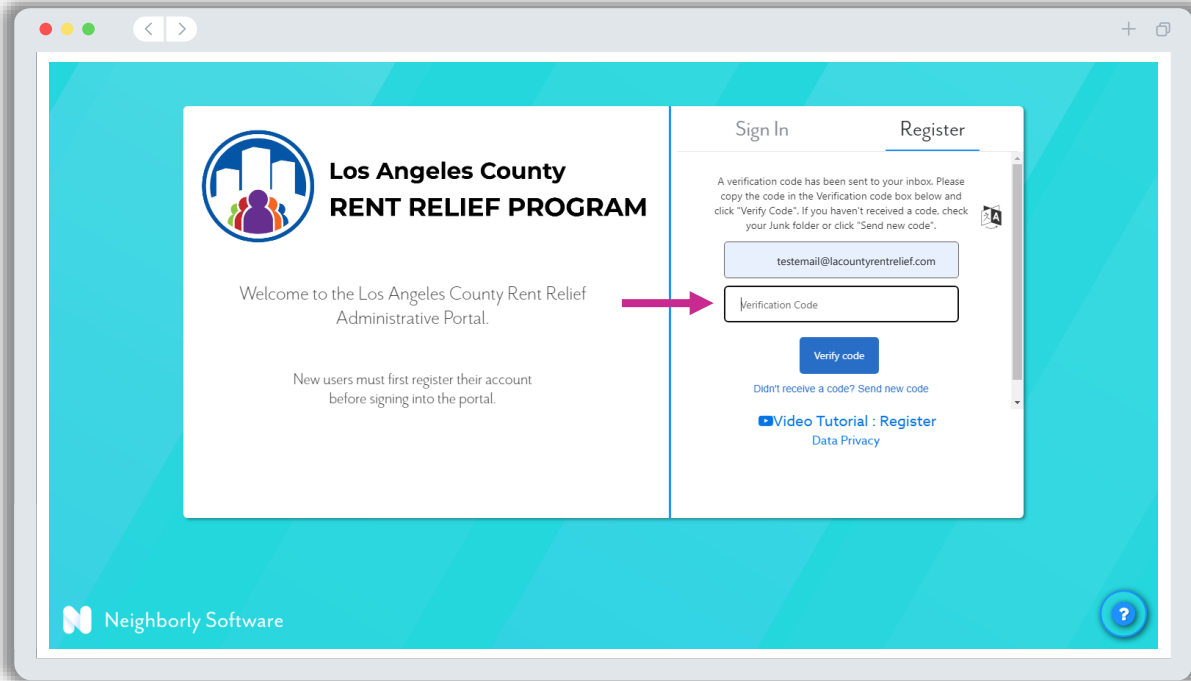 Los Angeles County
RENT RELIEF PROGRAM
Welcome to the Los Angeles County Rent Relief
Administrative Portal.
New users must first register their account
before signing into the portal.
Sign In
Register
A verification code has been sent to your inbox. Please
copy the code in the Verification code box below and
click "Verify Code". If you haven't received a code, check
your Junk folder or click "Send new code".
testemail@lacountyrentrelief.com
Verification Code
Verify code
Didn't receive a code? Send new code
Video Tutorial : Register
Data Privacy
N Neighborly Software
?